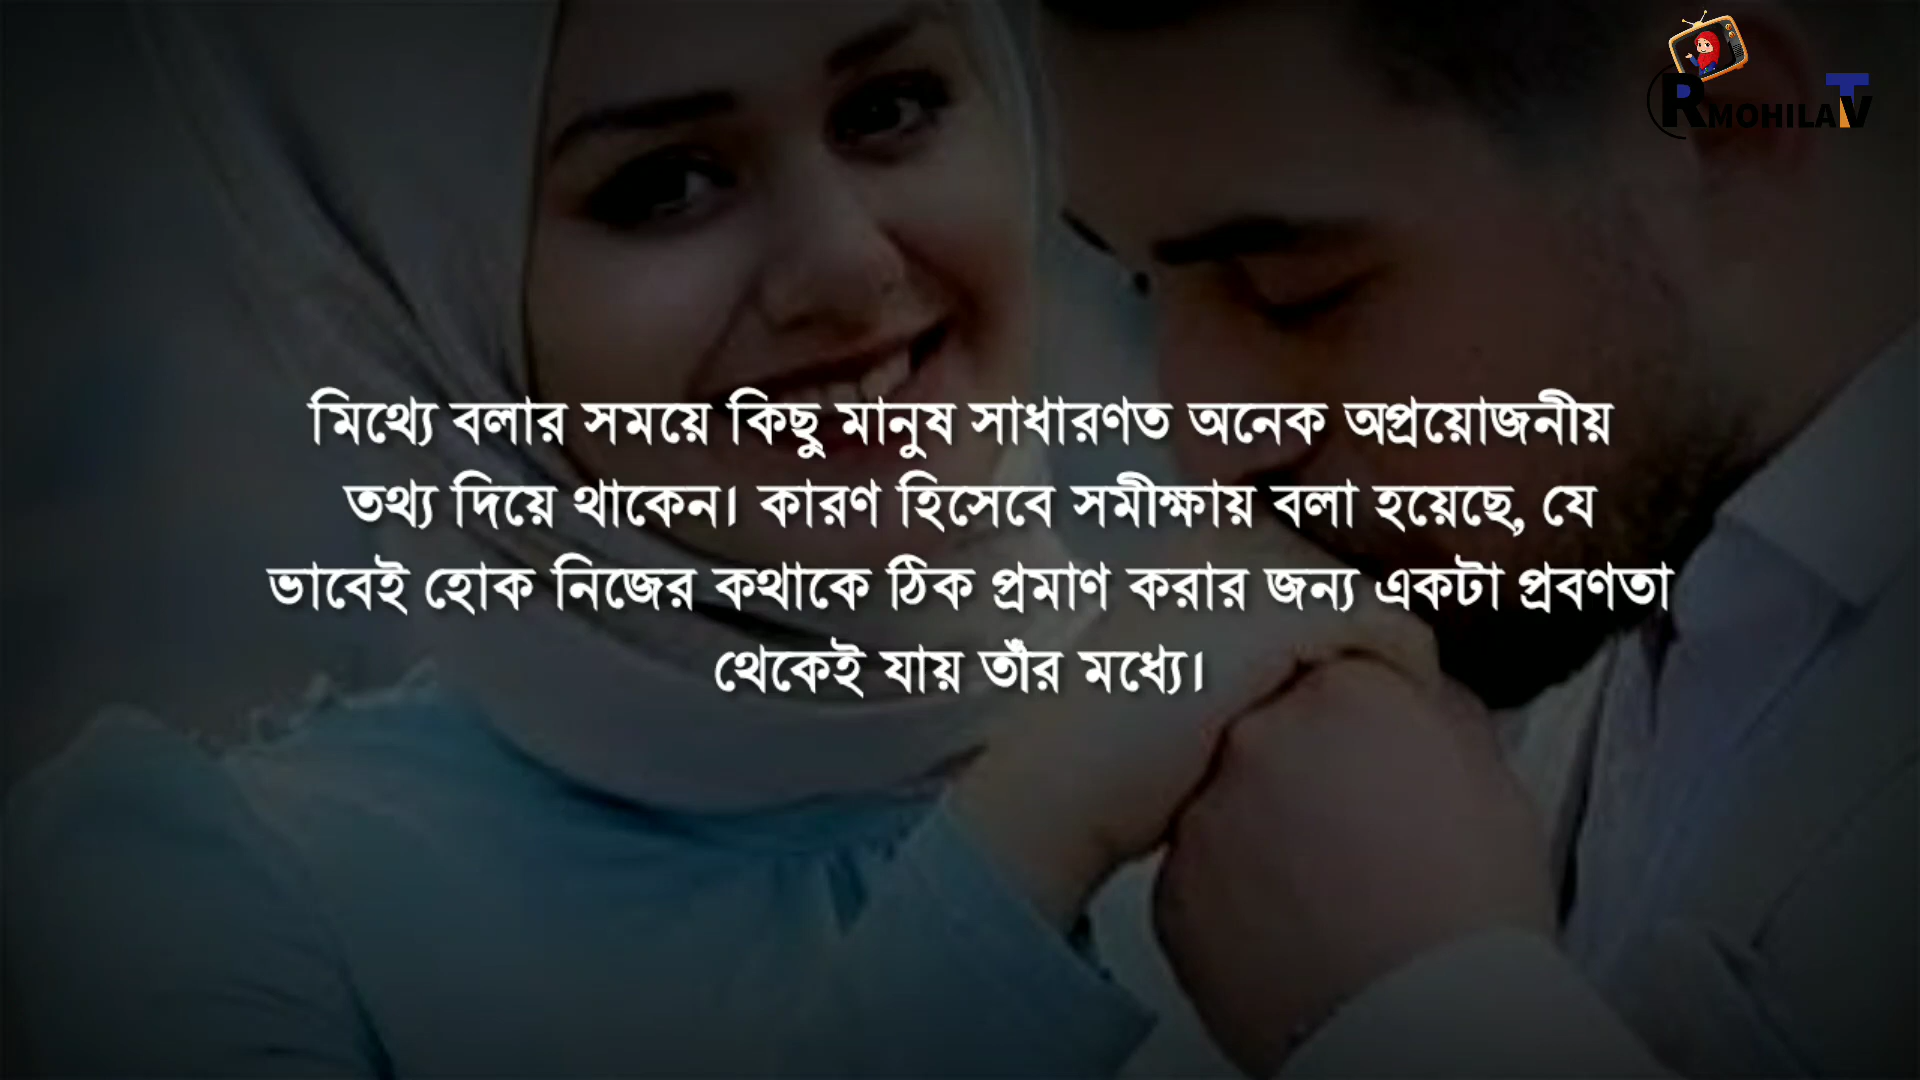 RMOHILATV
মিথ্যে বলার সময়ে কিছু মানুষ সাধারণত অনেক অপ্রয়োজনীয়
তথ্য দিয়ে থাকেন। কারণ হিসেবে সমীক্ষায় বলা হয়েছে, যে
ভাবেই হোক নিজের কথাকে ঠিক প্রমাণ করার জন্য একটা প্রবণতা
থেকেই যায় তাঁর মধ্যে।